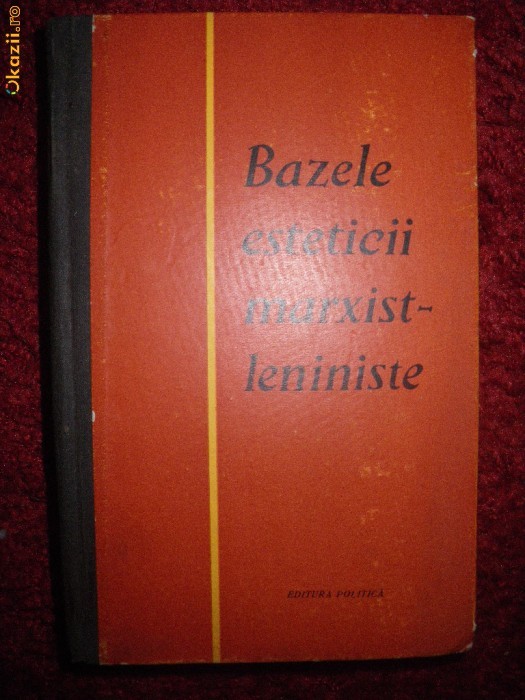 Okazii.ro
Bazele
esteticii
marxist-
leniniste
EDITURA POLITICĂ